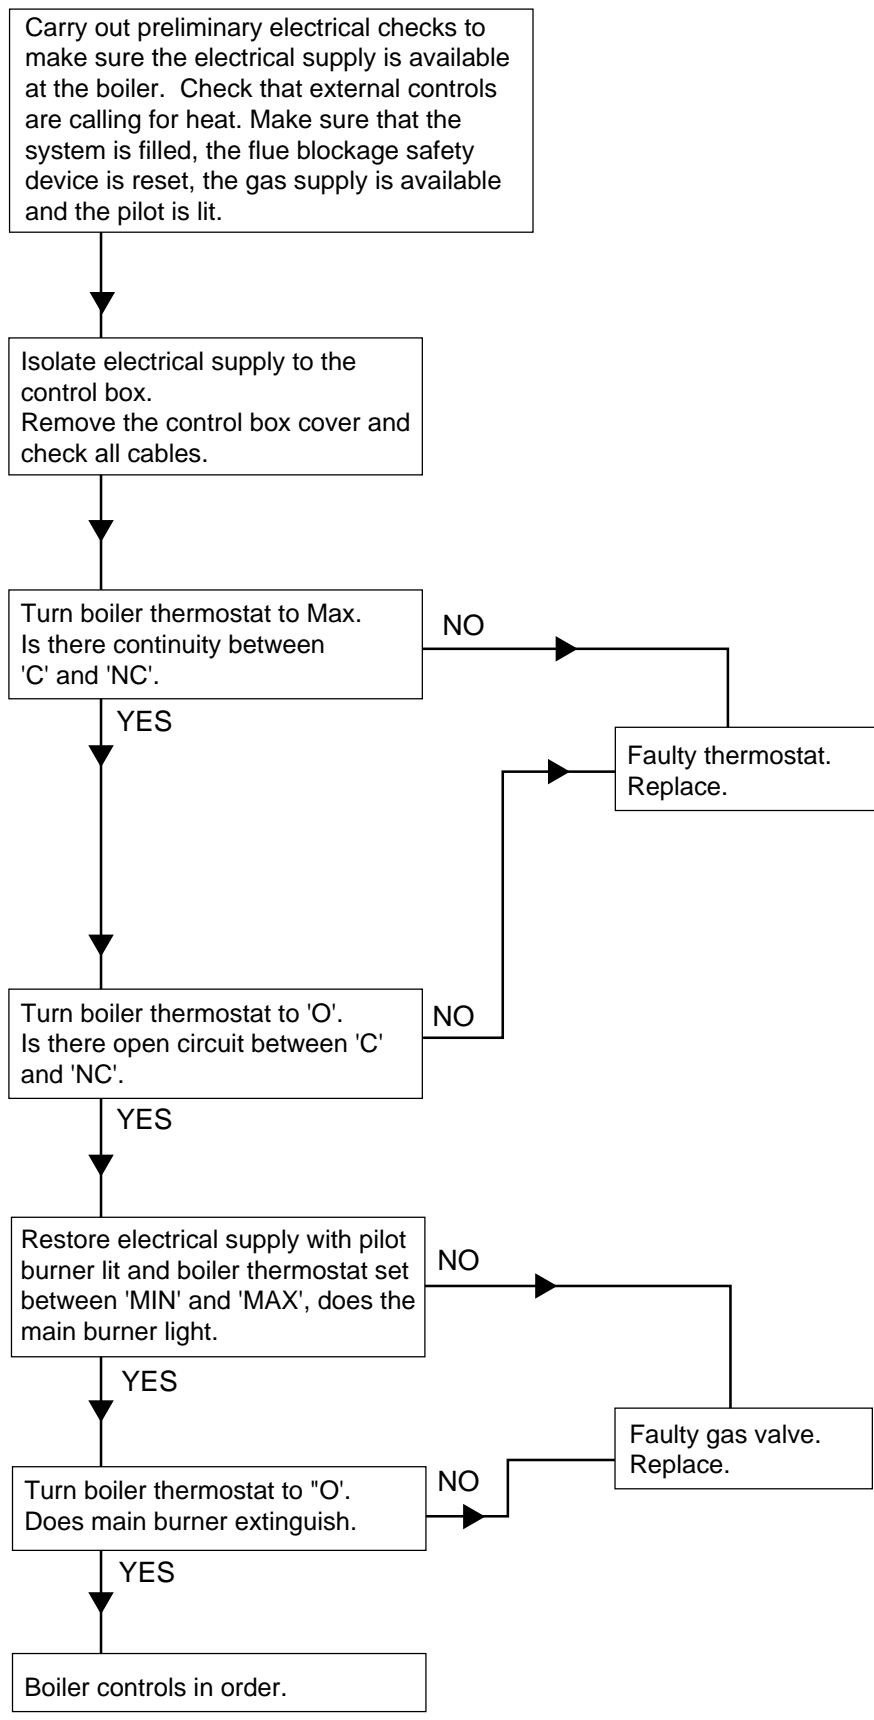 Carry out preliminary electrical checks to
make sure the electrical supply is available
at the boiler.  Check that external controls
are calling for heat. Make sure that the
system is filled, the flue blockage safety
device is reset, the gas supply is available
and the pilot is lit.
Isolate electrical supply to the
control box.
Remove the control box cover and
check all cables.
Turn boiler thermostat to Max.
Is there continuity between
'C' and 'NC'.
NO
YES
Faulty thermostat.
Replace.
Turn boiler thermostat to 'O'.
Is there open circuit between 'C'
and 'NC'.
NO
YES
Restore electrical supply with pilot
burner lit and boiler thermostat set
between 'MIN' and 'MAX', does the
main burner light.
NO
YES
Faulty gas valve.
Replace.
Turn boiler thermostat to "O'.
Does main burner extinguish.
NO
YES
Boiler controls in order.